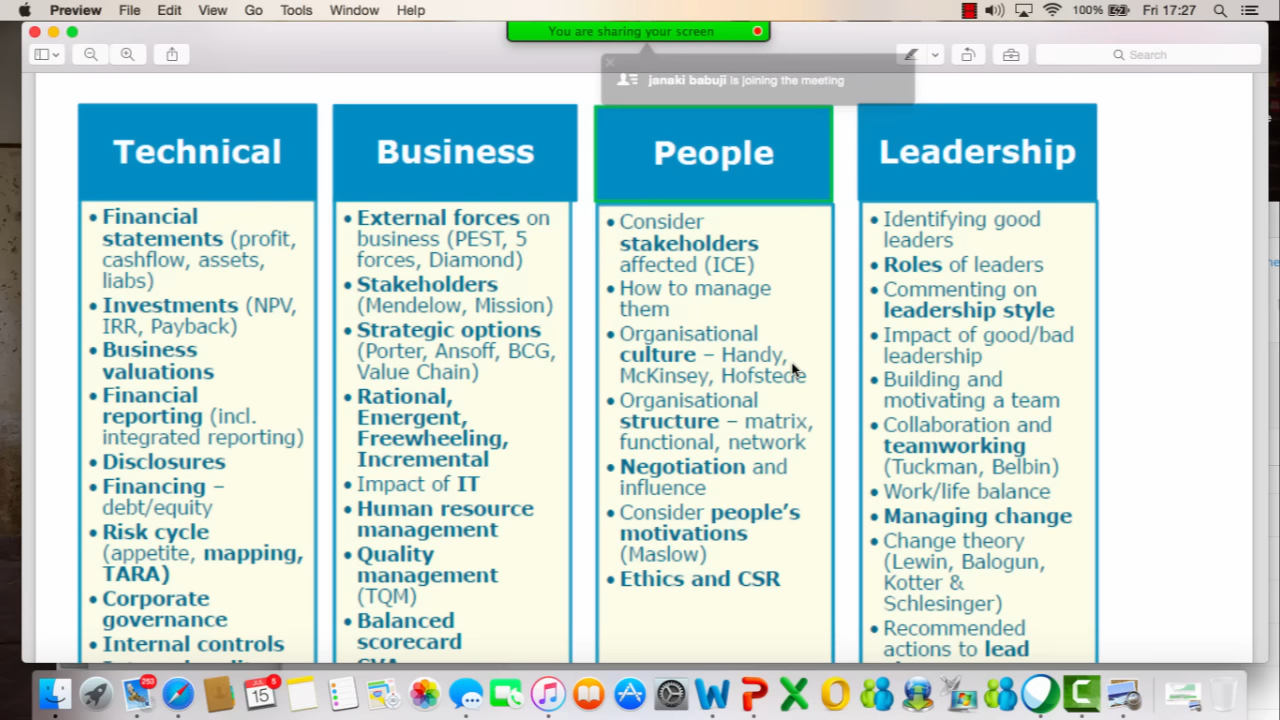 Preview File Edit View Go Tools Window Help 100% Fri 17:27
You are sharing your screen
Search
janaki babuji is joining the meeting
Technical
• Financial
statements (profit,
cashflow, assets,
liabs)
• Investments (NPV,
IRR, Payback)
• Business
valuations
• Financial
reporting (incl.
integrated reporting)
• Disclosures
• Financing –
debt/equity
• Risk cycle
(appetite, mapping,
TARA)
• Corporate
governance
• Internal controls
Business
• External forces on
business (PEST, 5
forces, Diamond)
• Stakeholders
(Mendelow, Mission)
• Strategic options
(Porter, Ansoff, BCG,
Value Chain)
• Rational,
Emergent,
Freewheeling,
Incremental
• Impact of IT
• Human resource
management
• Quality
management
(TQM)
• Balanced
scorecard
People
• Consider
stakeholders
affected (ICE)
• How to manage
them
• Organisational
culture – Handy,
McKinsey, Hofstede
• Organisational
structure – matrix,
functional, network
• Negotiation and
influence
• Consider people's
motivations
(Maslow)
• Ethics and CSR
Leadership
• Identifying good
leaders
• Roles of leaders
• Commenting on
leadership style
• Impact of good/bad
leadership
• Building and
motivating a team
• Collaboration and
teamworking
(Tuckman, Belbin)
• Work/life balance
• Managing change
• Change theory
(Lewin, Balogun,
Kotter &
Schlesinger)
• Recommended
actions to lead
253
15
5